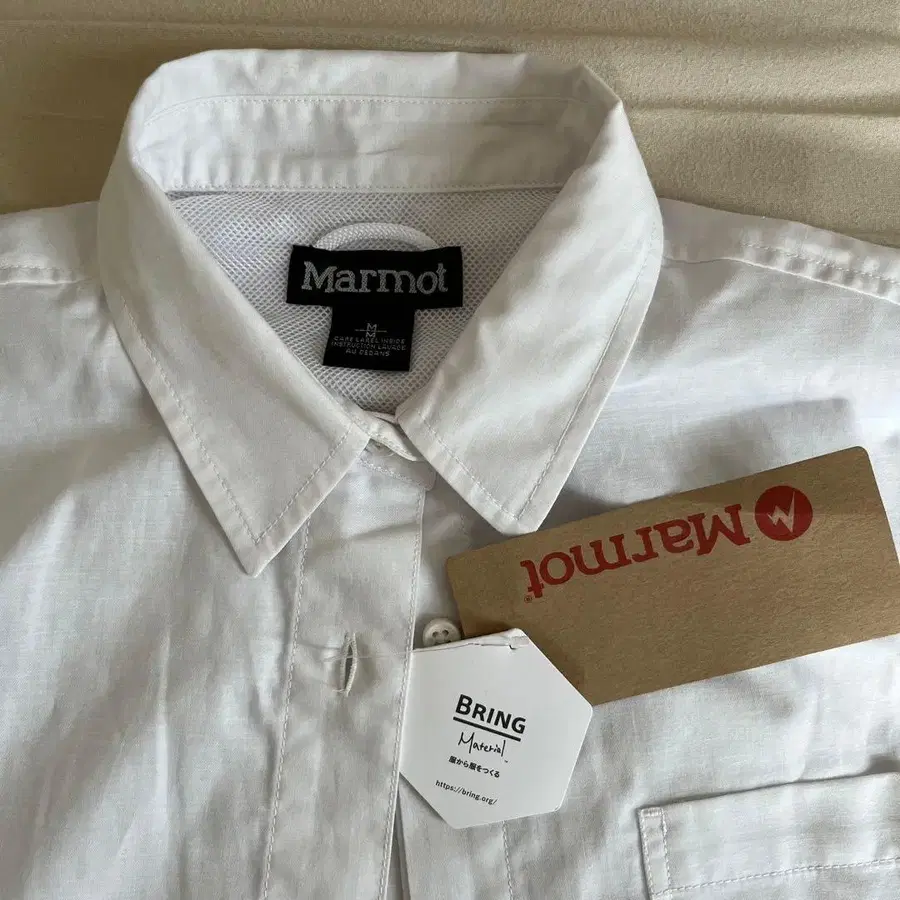 Marmot
M
M
CARE LABEL INSIDE
INSTRUCTION LAVAGE
AU DEDANS
Marmot®
BRING
Material™
服から服をつくる
https://bring.org/